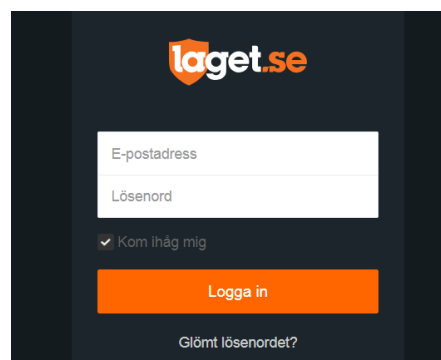 laget.se
E-postadress
Lösenord
Kom ihåg mig
Logga in
Glömt lösenordet?